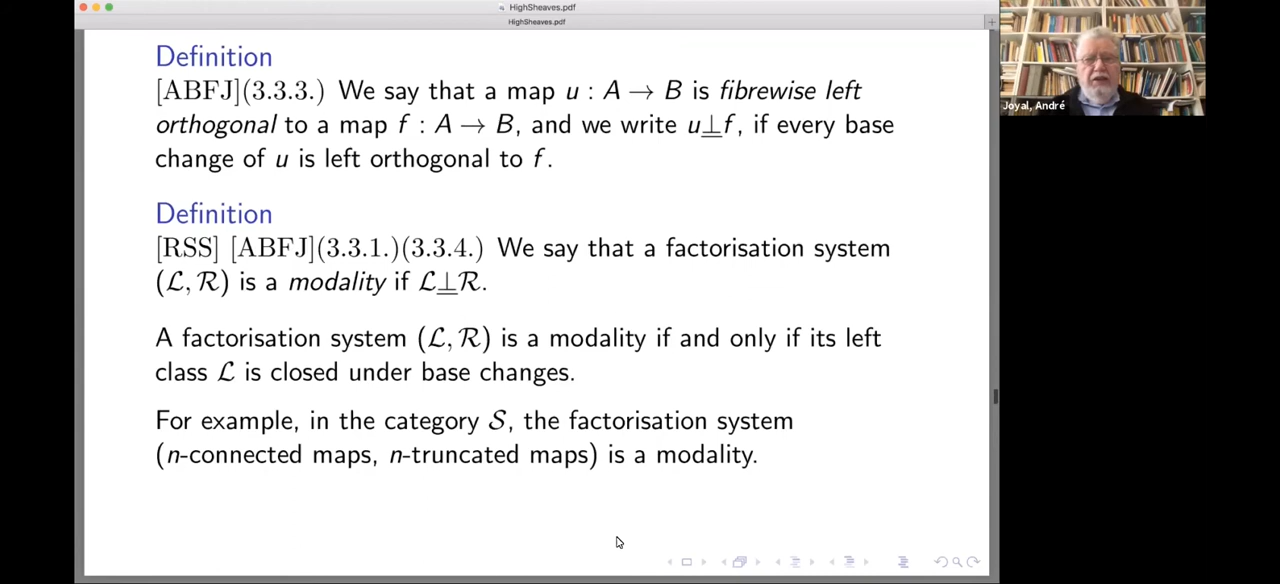 HighSheaves.pdf
HighSheaves.pdf
Definition
[ABFJ](3.3.3.) We say that a map u : A → B is fibrewise left
orthogonal to a map f : A → B, and we write u⊥f, if every base
change of u is left orthogonal to f.
Definition
[RSS] [ABFJ](3.3.1.)(3.3.4.) We say that a factorisation system
(ℒ, ℛ) is a modality if ℒ⊥ℛ.
A factorisation system (ℒ, ℛ) is a modality if and only if its left
class ℒ is closed under base changes.
For example, in the category 𝒮, the factorisation system
(n-connected maps, n-truncated maps) is a modality.
Joyal, André